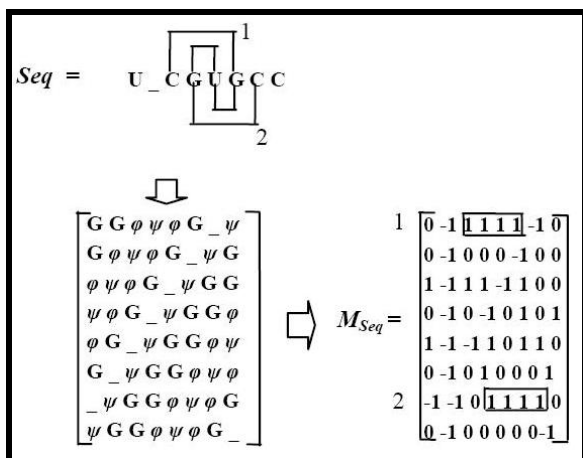 1
Seq = U _ C G U G C C
2
G G φ ψ φ G _ ψ
G φ ψ φ G _ ψ G
φ ψ φ G _ ψ G G
ψ φ G _ ψ G G φ
φ G _ ψ G G φ ψ
G _ ψ G G φ ψ φ
_ ψ G G φ ψ φ G
ψ G G φ ψ φ G _
M_Seq =
1 0 -1 1 1 1 1 -1 0
0 -1 0 0 0 -1 0 0
1 -1 1 1 -1 1 0 0
0 -1 0 -1 0 1 0 1
1 -1 -1 1 0 1 1 0
0 -1 0 1 0 0 0 1
2 -1 -1 0 1 1 1 1 0
0 -1 0 0 0 0 0 -1